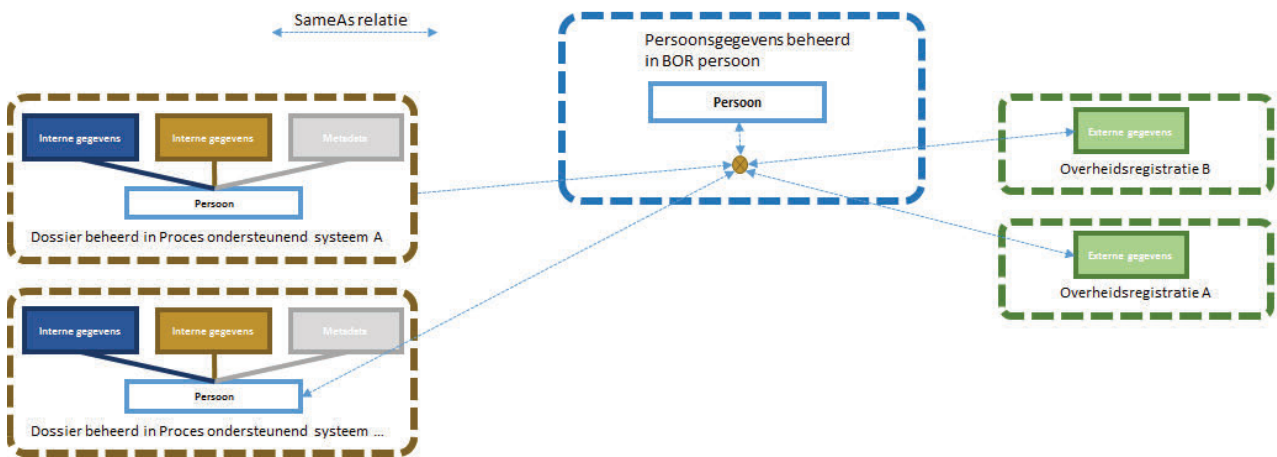 SameAs relatie
Persoonsgegevens beheerd
in BOR persoon
Persoon
Interne gegevens
Interne gegevens
Metadata
Persoon
Dossier beheerd in Proces ondersteunend systeem A
Externe gegevens
Overheidsregistratie B
Externe gegevens
Overheidsregistratie A
Interne gegevens
Interne gegevens
Metadata
Persoon
Dossier beheerd in Proces ondersteunend systeem ...